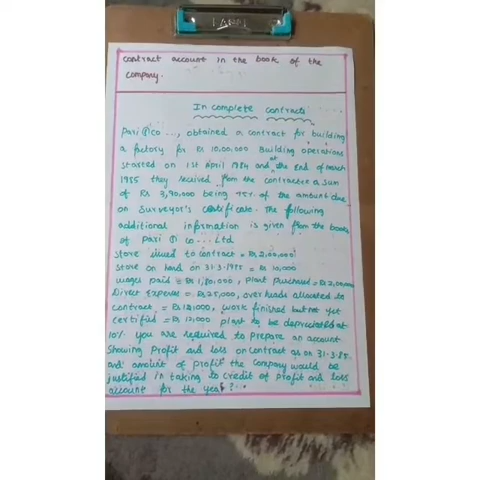 contract account in the book of the
company.
In complete contracts
Pari & co ..., obtained a contract for building
a factory for Rs 10,00,000 Building operations
started on 1st April 1984 and at the end of march
1985 they received from the contractee a sum
of Rs 3,90,000 being 75% of the amount due
on surveyor's certificate. The following
additional information is given from the books
of Pari & co ... Ltd
Store issued to contract = Rs 2,00,000
Store on hand on 31-3-1985 = Rs 10,000
wages paid = Rs 1,80,000, plant purchased = Rs 2,00,000
Direct Expenses = Rs 25,000, over heads allocated to
contract = Rs 12,000, work finished but not yet
certified = Rs 12,000 plant to be depreciated at
10% you are required to prepare an account
showing profit and loss on contract as on 31-3-85
and amount of profit the company would be
justified in taking to credit of profit and loss
account for the year?